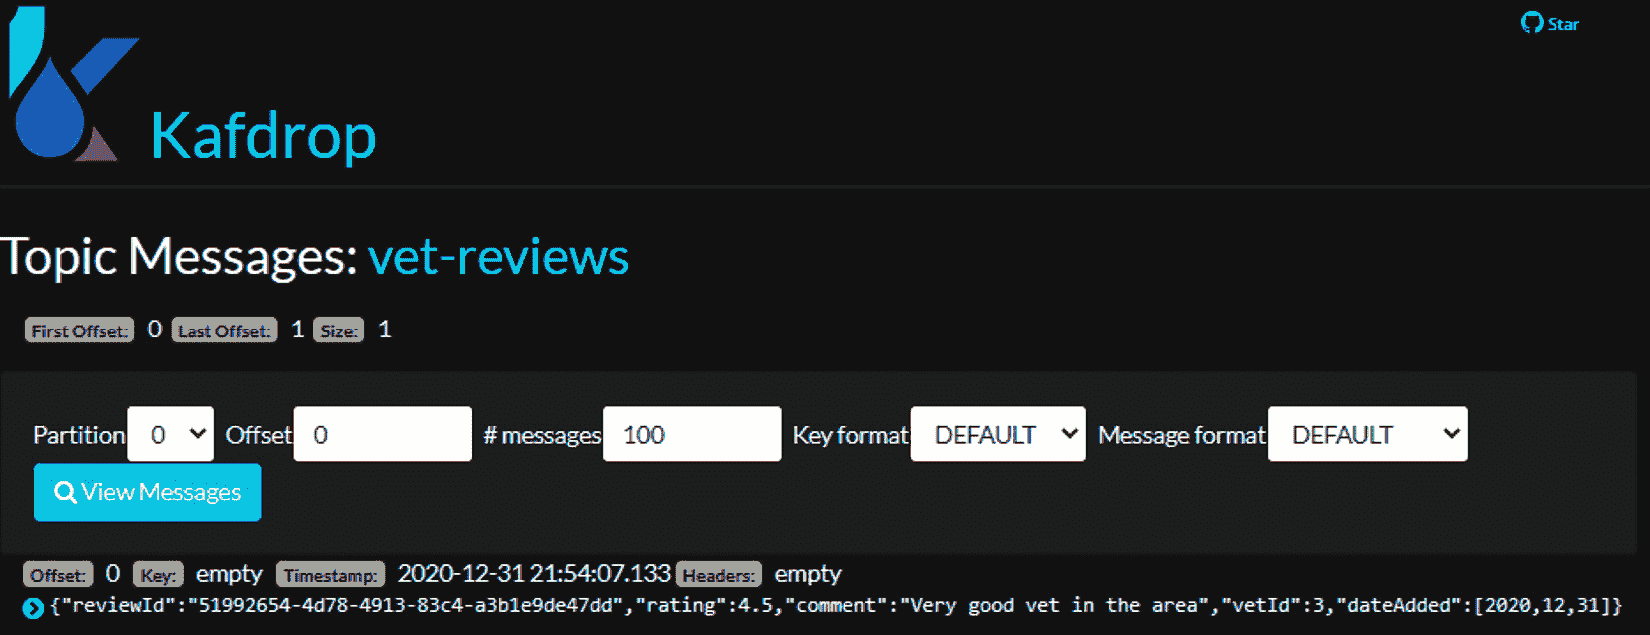 Star
Kafdrop
Topic Messages: vet-reviews
First Offset: 0 Last Offset: 1 Size: 1
Partition 0 Offset 0 # messages 100 Key format DEFAULT Message format DEFAULT
View Messages
Offset: 0 Key: empty Timestamp: 2020-12-31 21:54:07.133 Headers: empty
{"reviewId":"51992654-4d78-4913-83c4-a3b1e9de47dd","rating":4.5,"comment":"Very good vet in the area","vetId":3,"dateAdded":[2020,12,31]}